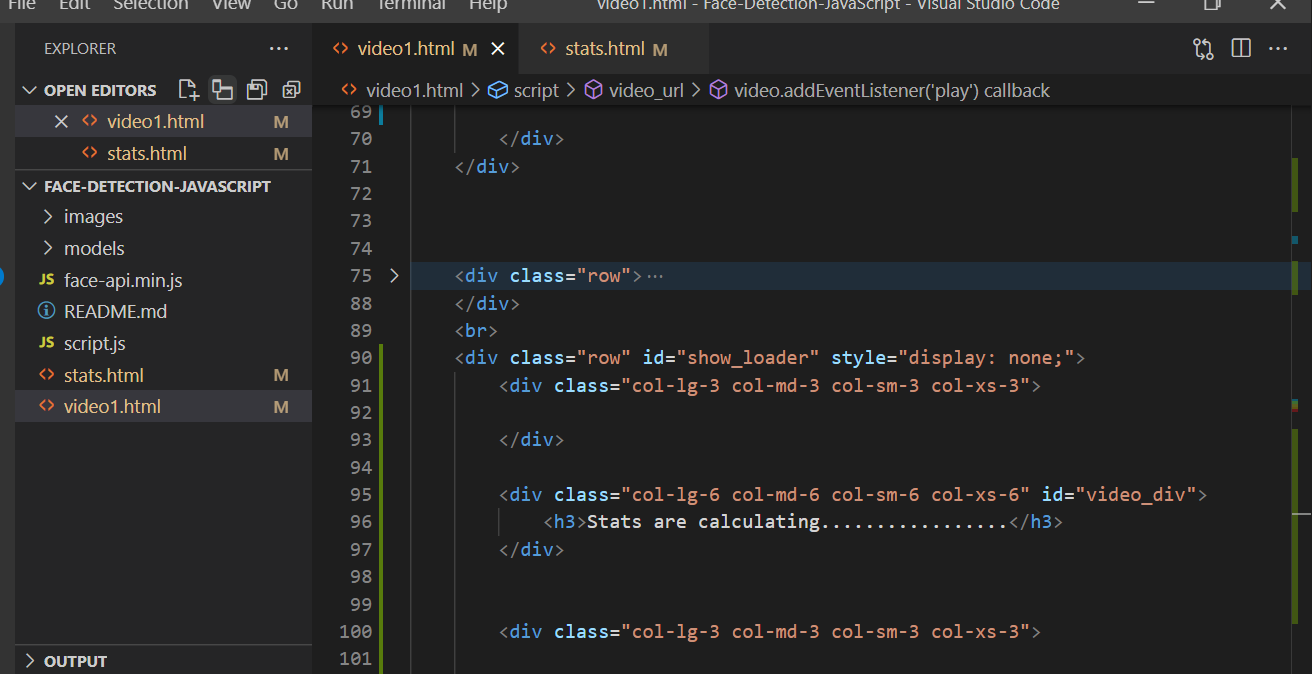 File Edit Selection View Go Run Terminal Help video1.html - Face-Detection-JavaScript - Visual Studio Code
EXPLORER
OPEN EDITORS
video1.html M
stats.html M
FACE-DETECTION-JAVASCRIPT
images
models
JS face-api.min.js
README.md
JS script.js
stats.html M
video1.html M
OUTPUT
video1.html M stats.html M
video1.html > script > video_url > video.addEventListener('play') callback
69
70 </div>
71 </div>
72
73
74
75 <div class="row">···
88 </div>
89 <br>
90 <div class="row" id="show_loader" style="display: none;">
91 <div class="col-lg-3 col-md-3 col-sm-3 col-xs-3">
92
93 </div>
94
95 <div class="col-lg-6 col-md-6 col-sm-6 col-xs-6" id="video_div">
96 <h3>Stats are calculating.................</h3>
97 </div>
98
99
100 <div class="col-lg-3 col-md-3 col-sm-3 col-xs-3">
101